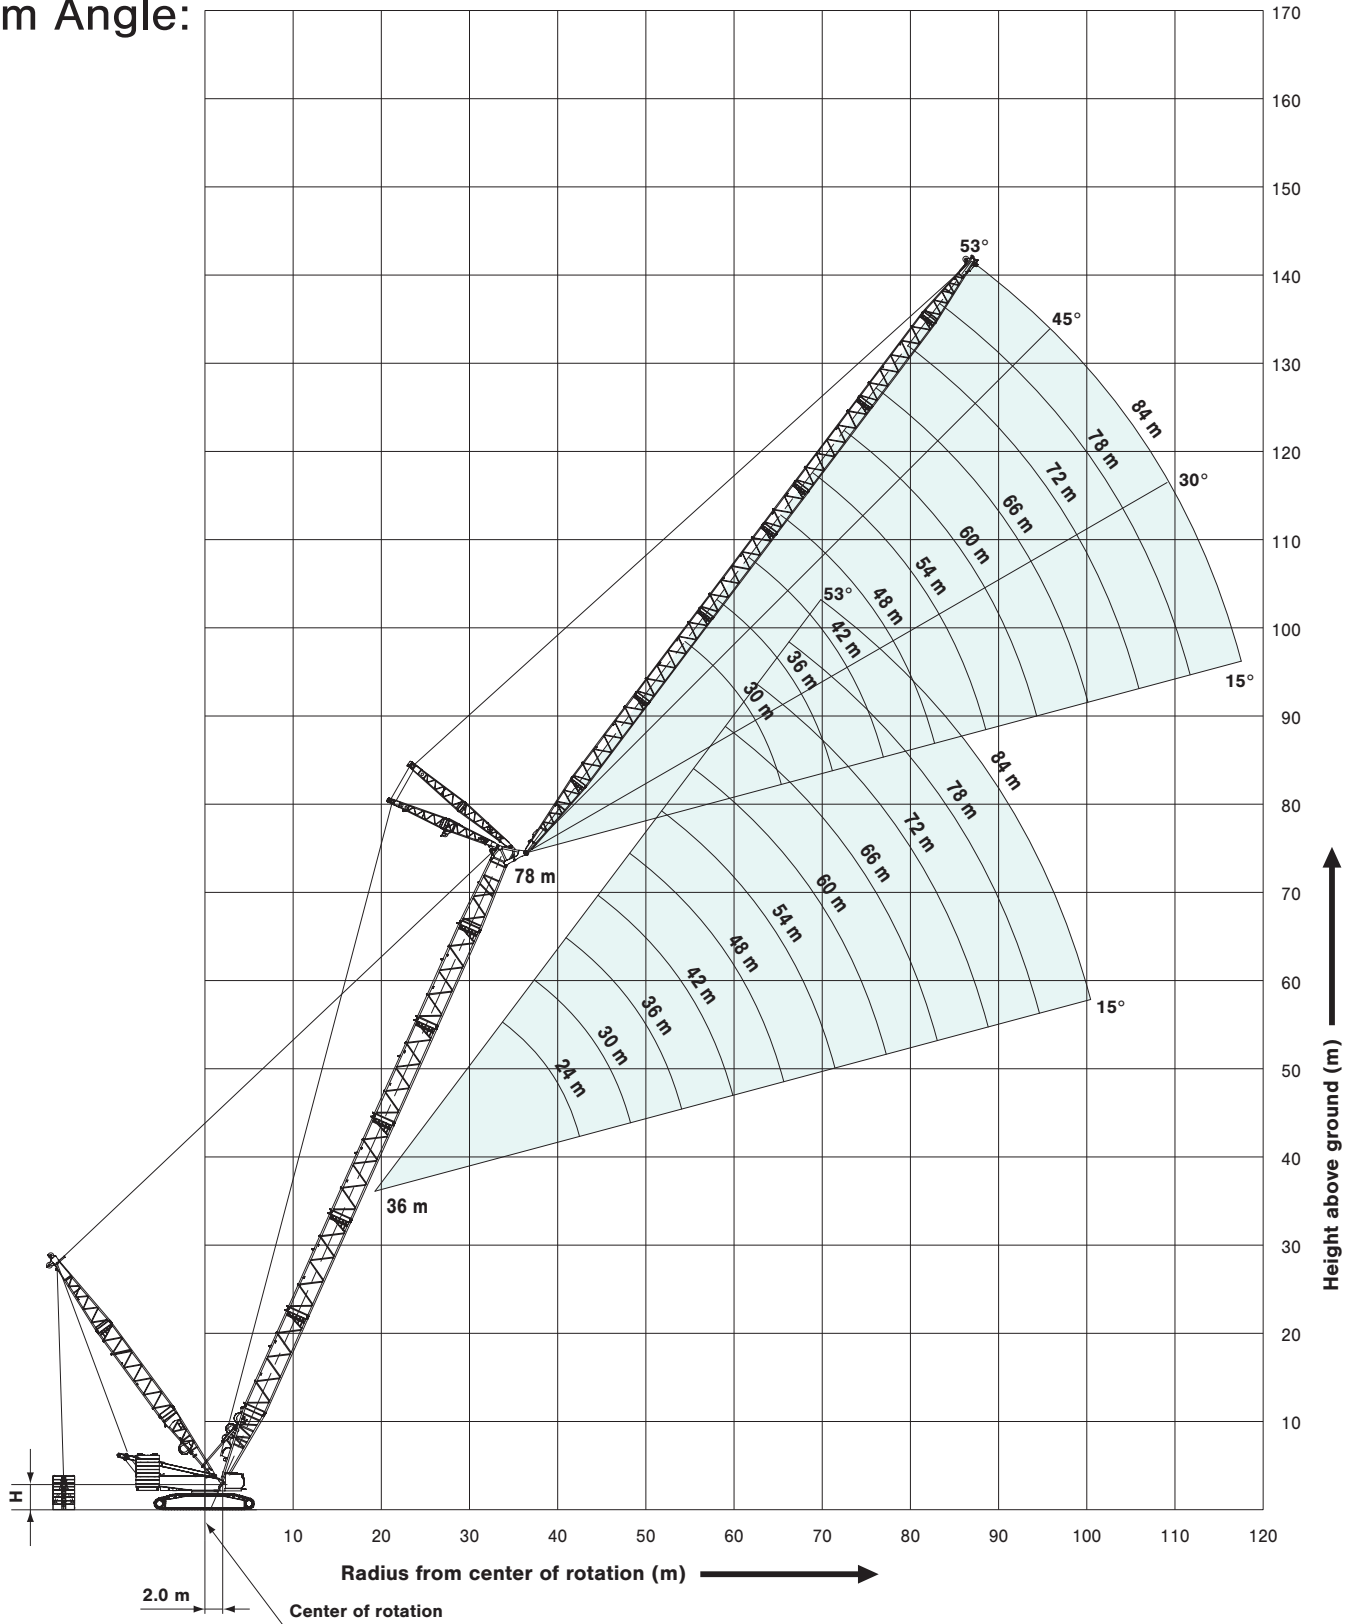 m Angle:
170
160
150
140
130
120
110
100
90
80
70
60
50
40
30
20
10
53°
45°
84 m
78 m
72 m
30°
66 m
60 m
54 m
48 m
53°
42 m
36 m
30 m
15°
84 m
78 m
72 m
66 m
60 m
54 m
48 m
42 m
36 m
30 m
24 m
15°
78 m
36 m
H
10 20 30 40 50 60 70 80 90 100 110 120
Radius from center of rotation (m)
2.0 m
Center of rotation
Height above ground (m)